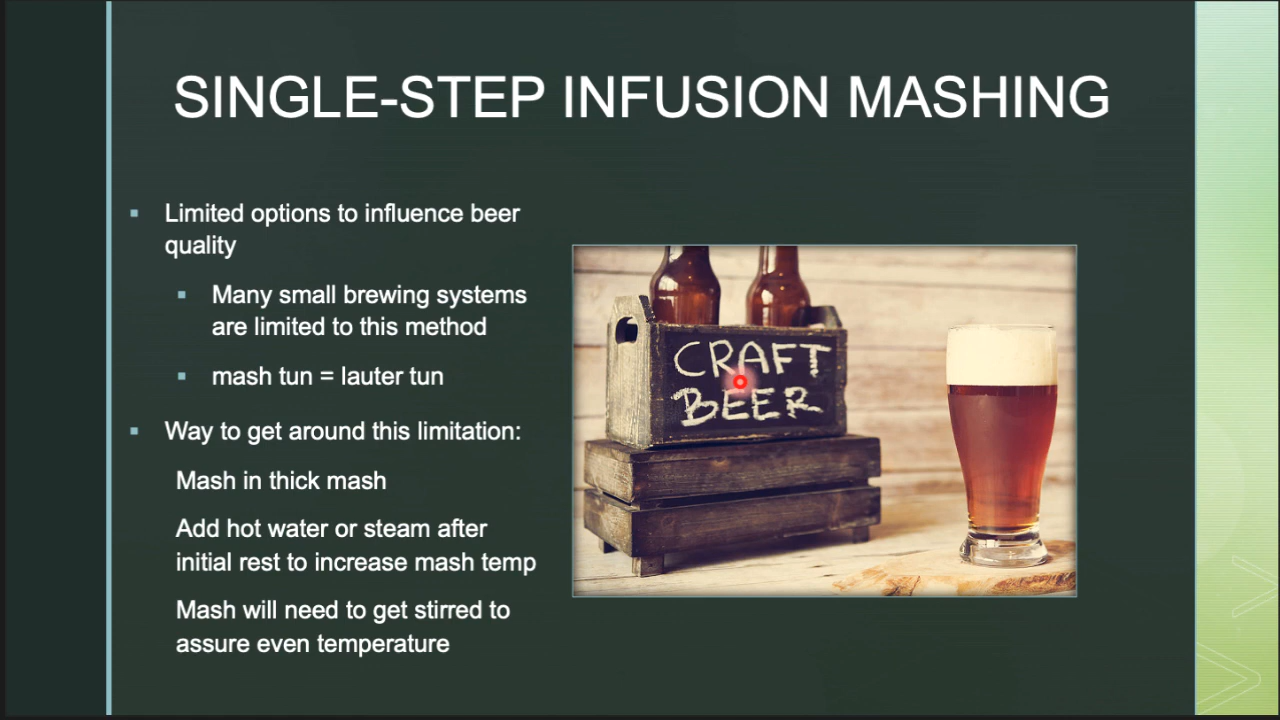 SINGLE-STEP INFUSION MASHING
Limited options to influence beer
quality
Many small brewing systems
are limited to this method
mash tun = lauter tun
Way to get around this limitation:
Mash in thick mash
Add hot water or steam after
initial rest to increase mash temp
Mash will need to get stirred to
assure even temperature
CRAFT
BEER